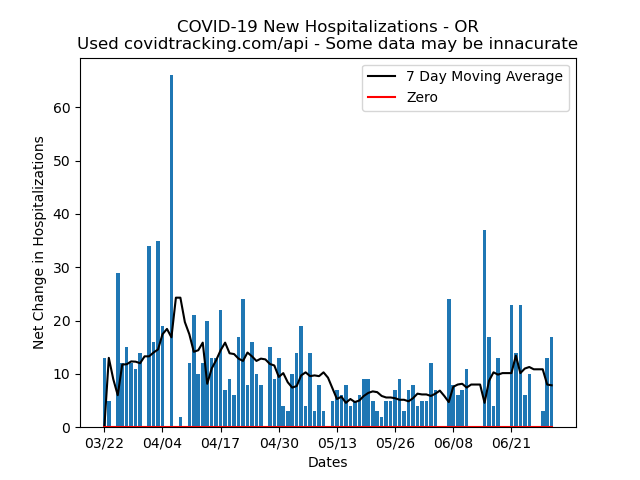 COVID-19 New Hospitalizations - OR
Used covidtracking.com/api - Some data may be innacurate
7 Day Moving Average
Zero
Net Change in Hospitalizations
60
50
40
30
20
10
0
03/22 04/04 04/17 04/30 05/13 05/26 06/08 06/21
Dates